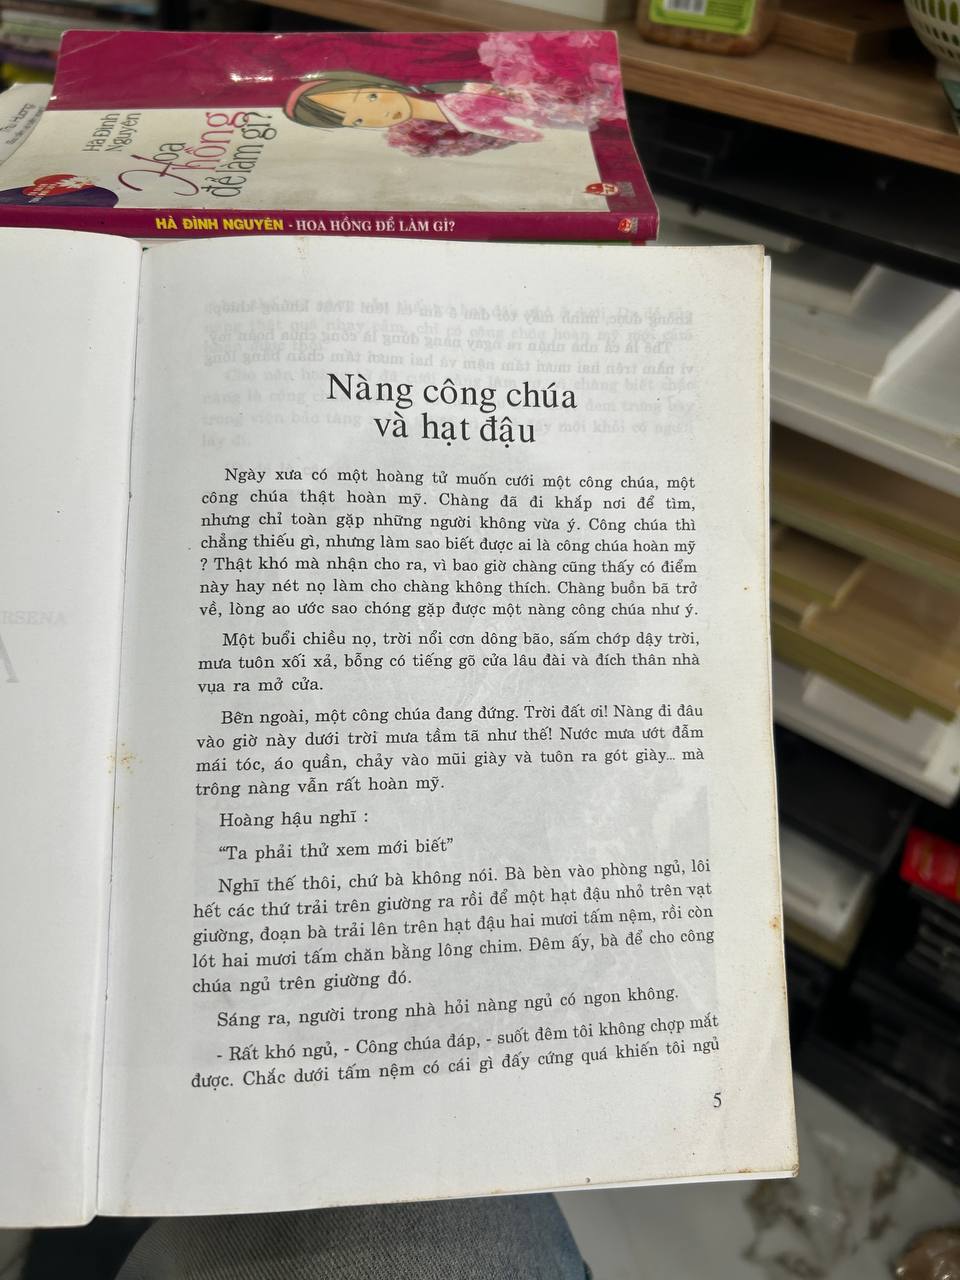 Hà Đình
Nguyên
Hoa
hồng
để làm gì?
HÀ ĐÌNH NGUYÊN - HOA HỒNG ĐỂ LÀM GÌ?
RSENA
Nàng công chúa
và hạt đậu
Ngày xưa có một hoàng tử muốn cưới một công chúa, một
công chúa thật hoàn mỹ. Chàng đã đi khắp nơi để tìm,
nhưng chỉ toàn gặp những người không vừa ý. Công chúa thì
chẳng thiếu gì, nhưng làm sao biết được ai là công chúa hoàn mỹ
? Thật khó mà nhận cho ra, vì bao giờ chàng cũng thấy có điểm
này hay nét nọ làm cho chàng không thích. Chàng buồn bã trở
về, lòng ao ước sao chóng gặp được một nàng công chúa như ý.
Một buổi chiều nọ, trời nổi cơn dông bão, sấm chớp dậy trời,
mưa tuôn xối xả, bỗng có tiếng gõ cửa lâu đài và đích thân nhà
vụa ra mở cửa.
Bên ngoài, một công chúa đang đứng. Trời đất ơi! Nàng đi đâu
vào giờ này dưới trời mưa tầm tã như thế! Nước mưa ướt đẫm
mái tóc, áo quần, chảy vào mũi giày và tuôn ra gót giày... mà
trông nàng vẫn rất hoàn mỹ.
Hoàng hậu nghĩ :
“Ta phải thử xem mới biết”
Nghĩ thế thôi, chứ bà không nói. Bà bèn vào phòng ngủ, lôi
hết các thứ trải trên giường ra rồi để một hạt đậu nhỏ trên vạt
giường, đoạn bà trải lên trên hạt đậu hai mươi tấm nệm, rồi còn
lót hai mươi tấm chăn bằng lông chim. Đêm ấy, bà để cho công
chúa ngủ trên giường đó.
Sáng ra, người trong nhà hỏi nàng ngủ có ngon không.
- Rất khó ngủ, - Công chúa đáp, - suốt đêm tôi không chợp mắt
được. Chắc dưới tấm nệm có cái gì đấy cứng quá khiến tôi ngủ
5